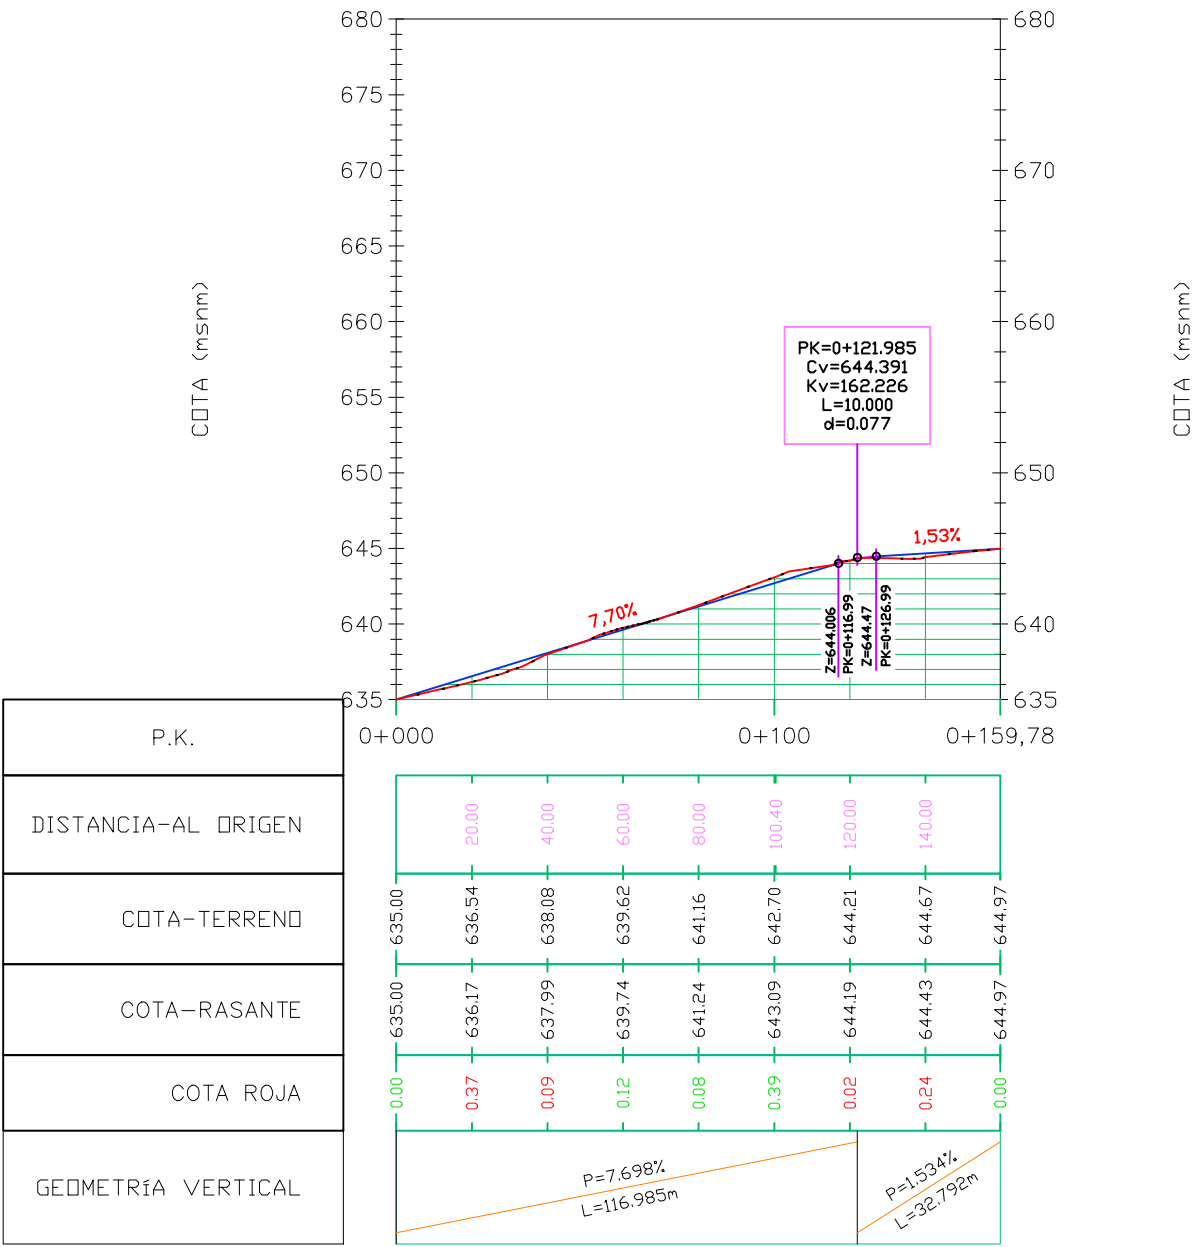 680
680
675
670
670
665
COTA (msnm)
COTA (msnm)
660
660
PK=0+121.985
Cv=644.391
Kv=162.226
L=10.000
d=0.077
655
650
650
645
1,53%
7,70%
Z=644.006
PK=0+116.99
Z=644.47
PK=0+126.99
640
640
635
635
P.K.
0+000
0+100
0+159,78
DISTANCIA-AL ORIGEN
20.00
40.00
60.00
80.00
100.40
120.00
140.00
COTA-TERRENO
635.00
636.54
638.08
639.62
641.16
642.70
644.21
644.67
644.97
COTA-RASANTE
635.00
636.17
637.99
639.74
641.24
643.09
644.19
644.43
644.97
COTA ROJA
0.00
0.37
0.09
0.12
0.08
0.39
0.02
0.24
0.00
GEOMETRíA VERTICAL
P=7.698%
L=116.985m
P=1.534%
L=32.792m